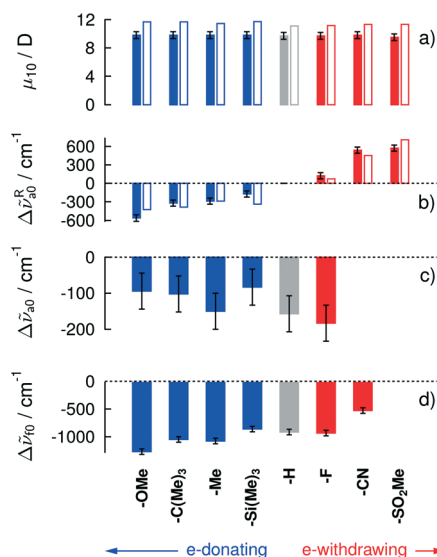 12
8
4
0
μ₁₀ / D
a)
600
300
0
-300
-600
Δν̃ᴿₐ₀ / cm⁻¹
b)
0
-100
-200
Δν̃ₐ₀ / cm⁻¹
c)
0
-500
-1000
Δν̃f₀ / cm⁻¹
d)
-OMe
-C(Me)₃
-Me
-Si(Me)₃
-H
-F
-CN
-SO₂Me
e-donating
e-withdrawing